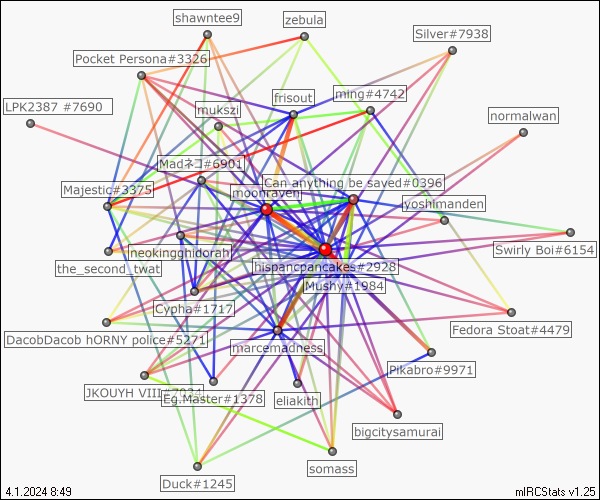 shawntee9
zebula
Silver#7938
Pocket Persona#3326
LPK2387 #7690
frisout
ming#4742
mukszi
normalwan
Madネコ#6901
Can anything be saved#0396
Majestic#3375
moonraven
yoshimanden
neokingghidorah
Swirly Boi#6154
the_second_twat
hispancpancakes#2928
Mushy#1984
Cypha#1717
Fedora Stoat#4479
DacobDacob hORNY police#5271
marcemadness
Pikabro#9971
JKOUYH VIII#7024
Eg.Master#1378
eliakith
bigcitysamurai
somass
Duck#1245
4.1.2024 8:49
mIRCStats v1.25